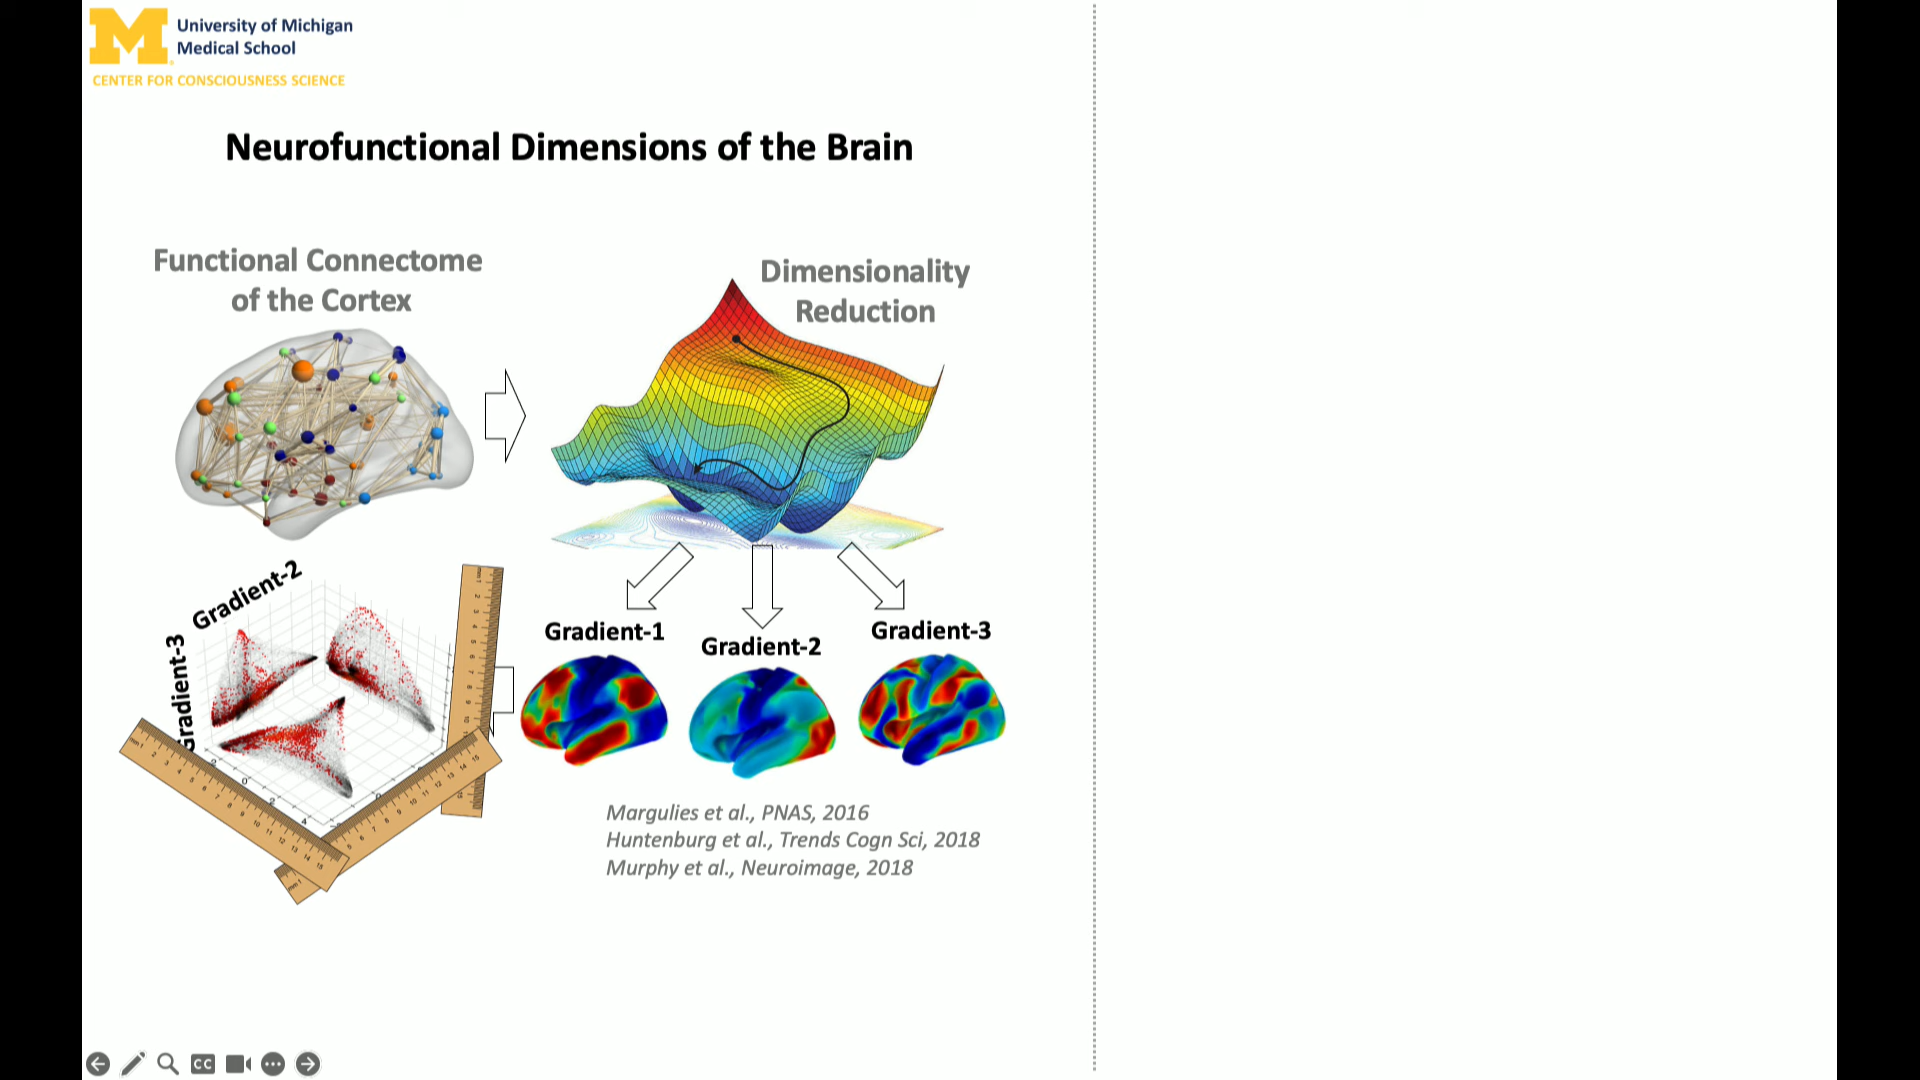 University of Michigan
Medical School
CENTER FOR CONSCIOUSNESS SCIENCE
Neurofunctional Dimensions of the Brain
Functional Connectome
of the Cortex
Dimensionality
Reduction
Gradient-2
Gradient-3
Gradient-1
Gradient-2
Gradient-3
Margulies et al., PNAS, 2016
Huntenburg et al., Trends Cogn Sci, 2018
Murphy et al., Neuroimage, 2018
CC